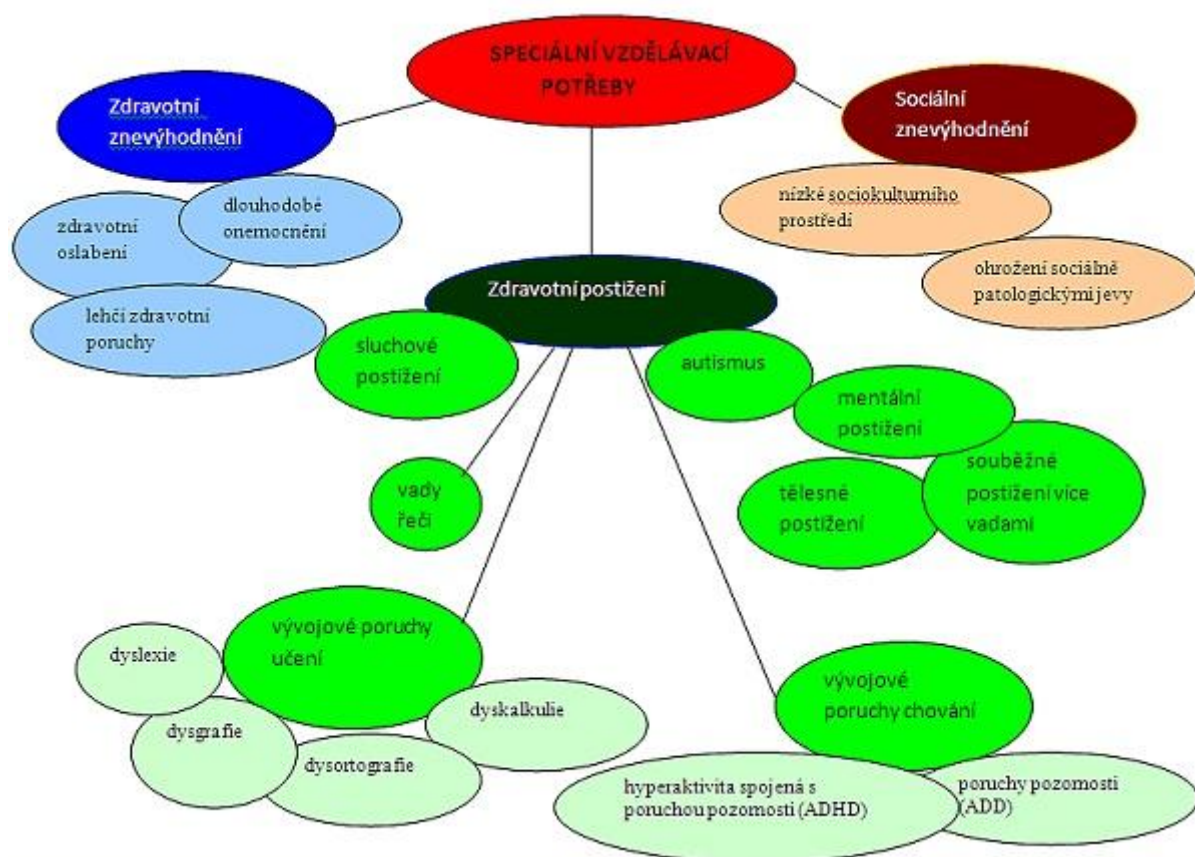 SPECIÁLNÍ VZDĚLÁVACÍ
POTŘEBY
Zdravotní
znevýhodnění
Sociální
znevýhodnění
zdravotní
oslabení
dlouhodobé
onemocnění
lehčí zdravotní
poruchy
nízké sociokulturního
prostředí
ohrožení sociálně
patologickými jevy
Zdravotní postižení
sluchové
postižení
autismus
mentální
postižení
vady
řeči
tělesné
postižení
souběžné
postižení více
vadami
vývojové poruchy
učení
dyslexie
dysgrafie
dysortografie
dyskalkulie
vývojové
poruchy chování
hyperaktivita spojená s
poruchou pozornosti (ADHD)
poruchy pozornosti
(ADD)